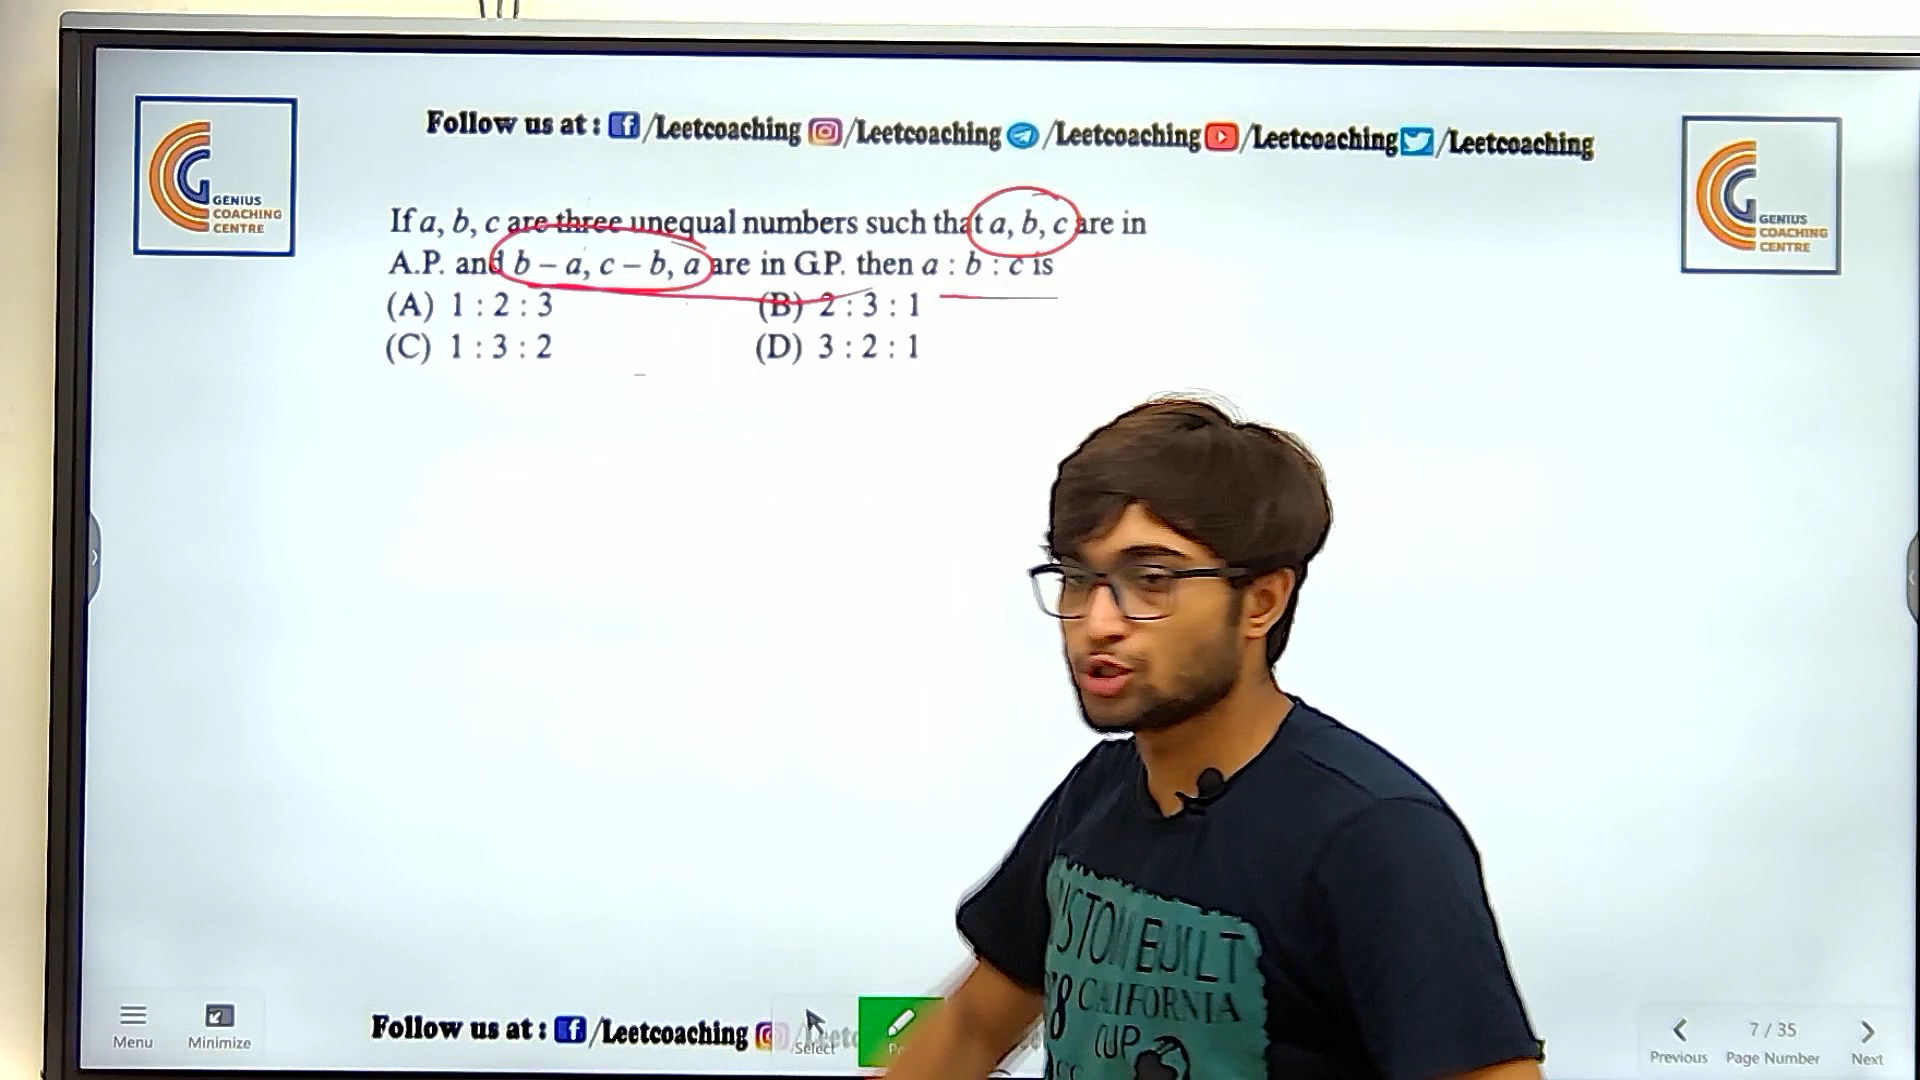 Follow us at : /Leetcoaching /Leetcoaching /Leetcoaching /Leetcoaching /Leetcoaching
GENIUS
COACHING
CENTRE
GENIUS
COACHING
CENTRE
If a, b, c are three unequal numbers such that a, b, c are in
A.P. and b – a, c – b, a are in G.P. then a : b : c is
(A) 1 : 2 : 3 (B) 2 : 3 : 1
(C) 1 : 3 : 2 (D) 3 : 2 : 1
STOM BUILT
CALIFORNIA
CUP
Follow us at : /Leetcoaching
Menu
Minimize
Select
7 / 35
Previous Page Number Next